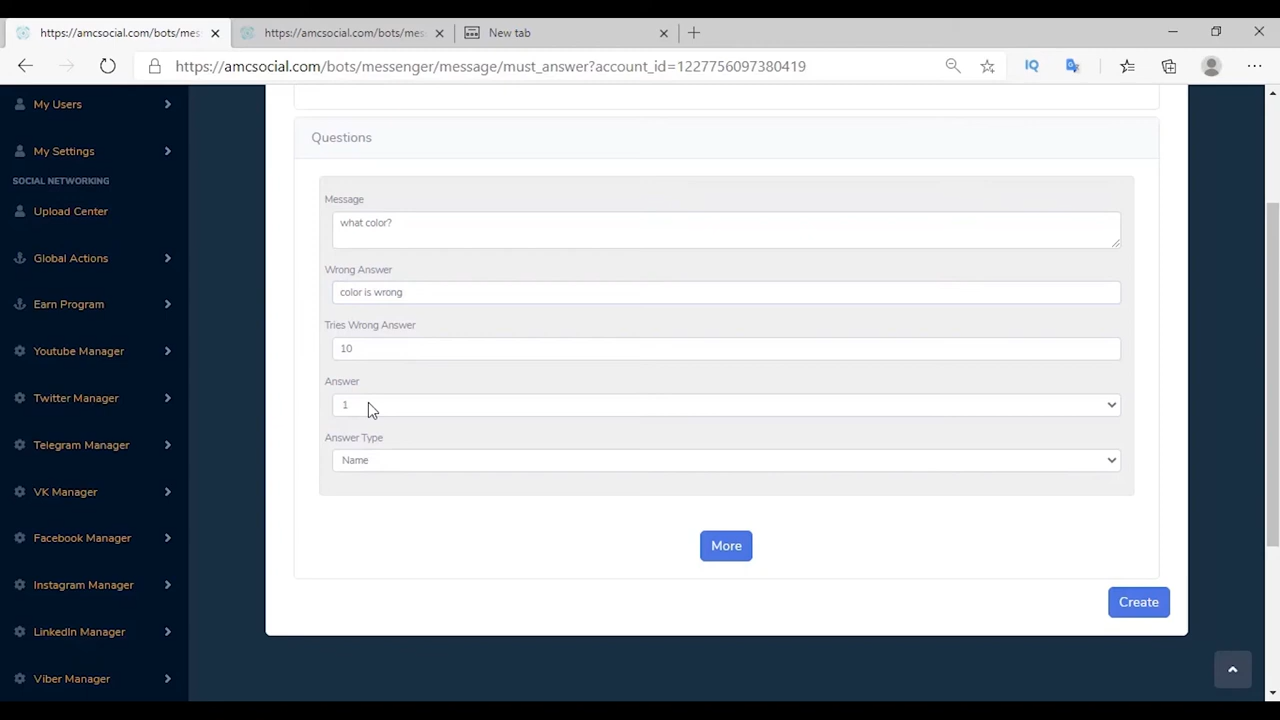 https://amcsocial.com/bots/mes
https://amcsocial.com/bots/mes
New tab
https://amcsocial.com/bots/messenger/message/must_answer?account_id=1227756097380419
IQ
My Users
My Settings
SOCIAL NETWORKING
Upload Center
Global Actions
Earn Program
Youtube Manager
Twitter Manager
Telegram Manager
VK Manager
Facebook Manager
Instagram Manager
LinkedIn Manager
Viber Manager
Questions
Message
what color?
Wrong Answer
color is wrong
Tries Wrong Answer
10
Answer
1
Answer Type
Name
More
Create